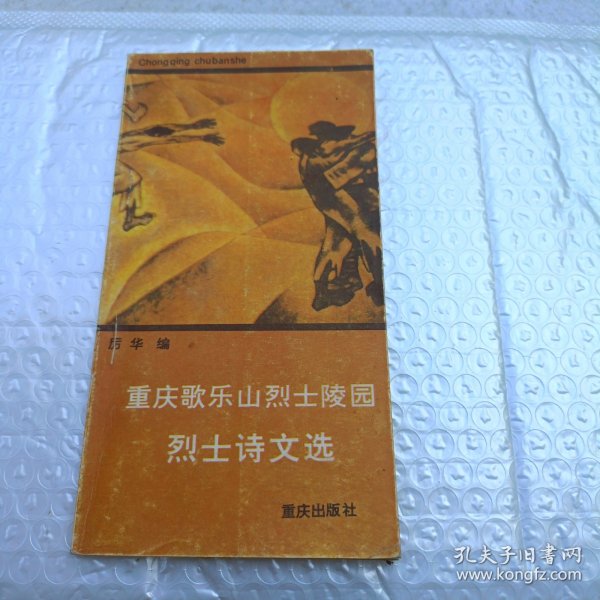 Chongqing chubanshe
厉华 编
重庆歌乐山烈士陵园
烈士诗文选
重庆出版社
孔夫子旧书网
www.kongfz.com